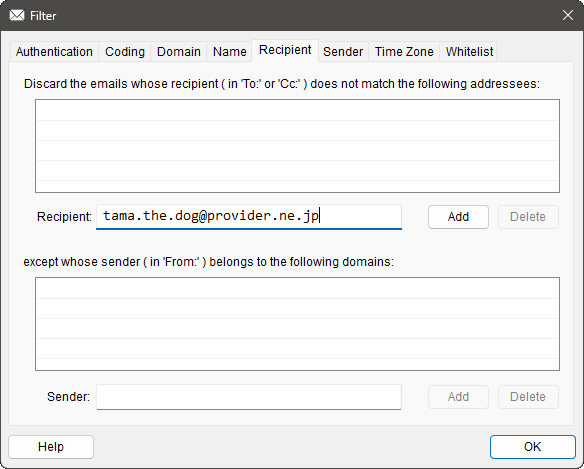 Filter
Authentication Coding Domain Name Recipient Sender Time Zone Whitelist
Discard the emails whose recipient ( in 'To:' or 'Cc:' ) does not match the following addressees:
Recipient: tama.the.dog@provider.ne.jp Add Delete
except whose sender ( in 'From:' ) belongs to the following domains:
Sender: Add Delete
Help OK